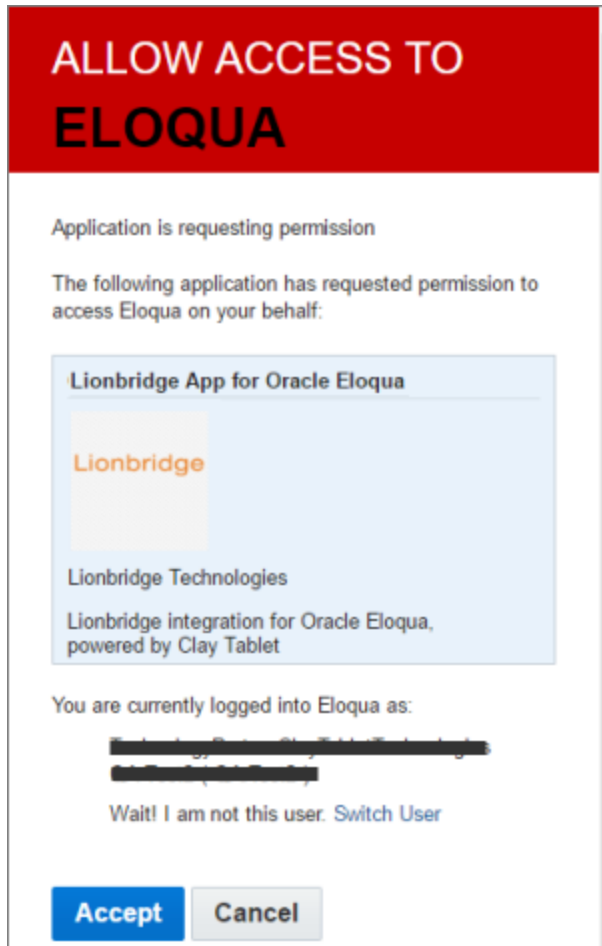 ALLOW ACCESS TO
ELOQUA
Application is requesting permission
The following application has requested permission to
access Eloqua on your behalf:
Lionbridge App for Oracle Eloqua
Lionbridge
Lionbridge Technologies
Lionbridge integration for Oracle Eloqua,
powered by Clay Tablet
You are currently logged into Eloqua as:
Wait! I am not this user. Switch User
Accept Cancel